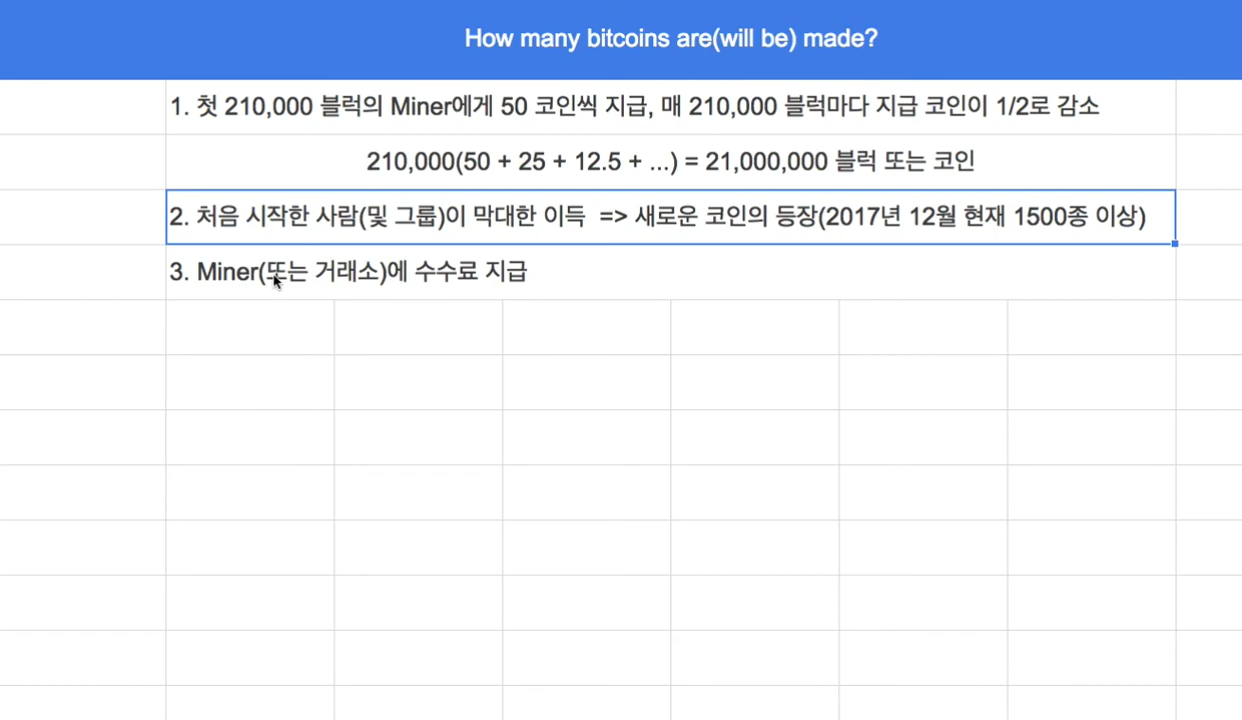 How many bitcoins are(will be) made?
1. 첫 210,000 블럭의 Miner에게 50 코인씩 지급, 매 210,000 블럭마다 지급 코인이 1/2로 감소
210,000(50 + 25 + 12.5 + ...) = 21,000,000 블럭 또는 코인
2. 처음 시작한 사람(및 그룹)이 막대한 이득 => 새로운 코인의 등장(2017년 12월 현재 1500종 이상)
3. Miner(또는 거래소)에 수수료 지급